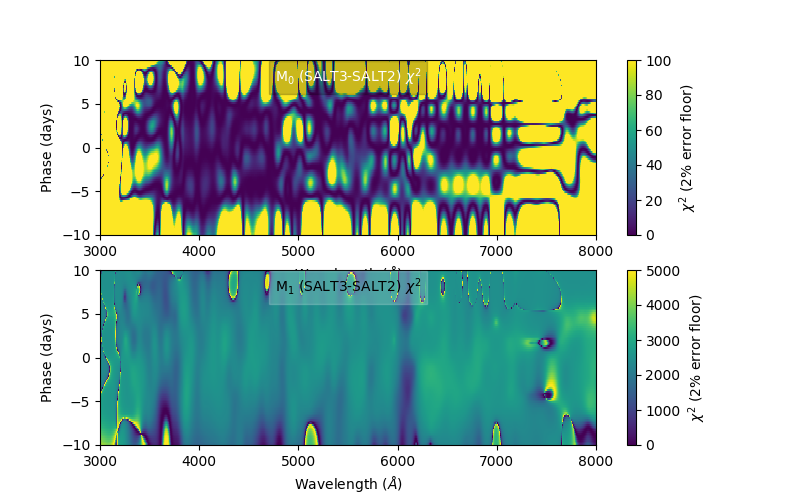 M₀ (SALT3-SALT2) χ²
10
5
0
−5
−10
Phase (days)
3000 4000 5000 6000 7000 8000
100
80
60
40
20
0
χ² (2% error floor)
M₁ (SALT3-SALT2) χ²
10
5
0
−5
−10
Phase (days)
3000 4000 5000 6000 7000 8000
Wavelength (Å)
5000
4000
3000
2000
1000
0
χ² (2% error floor)